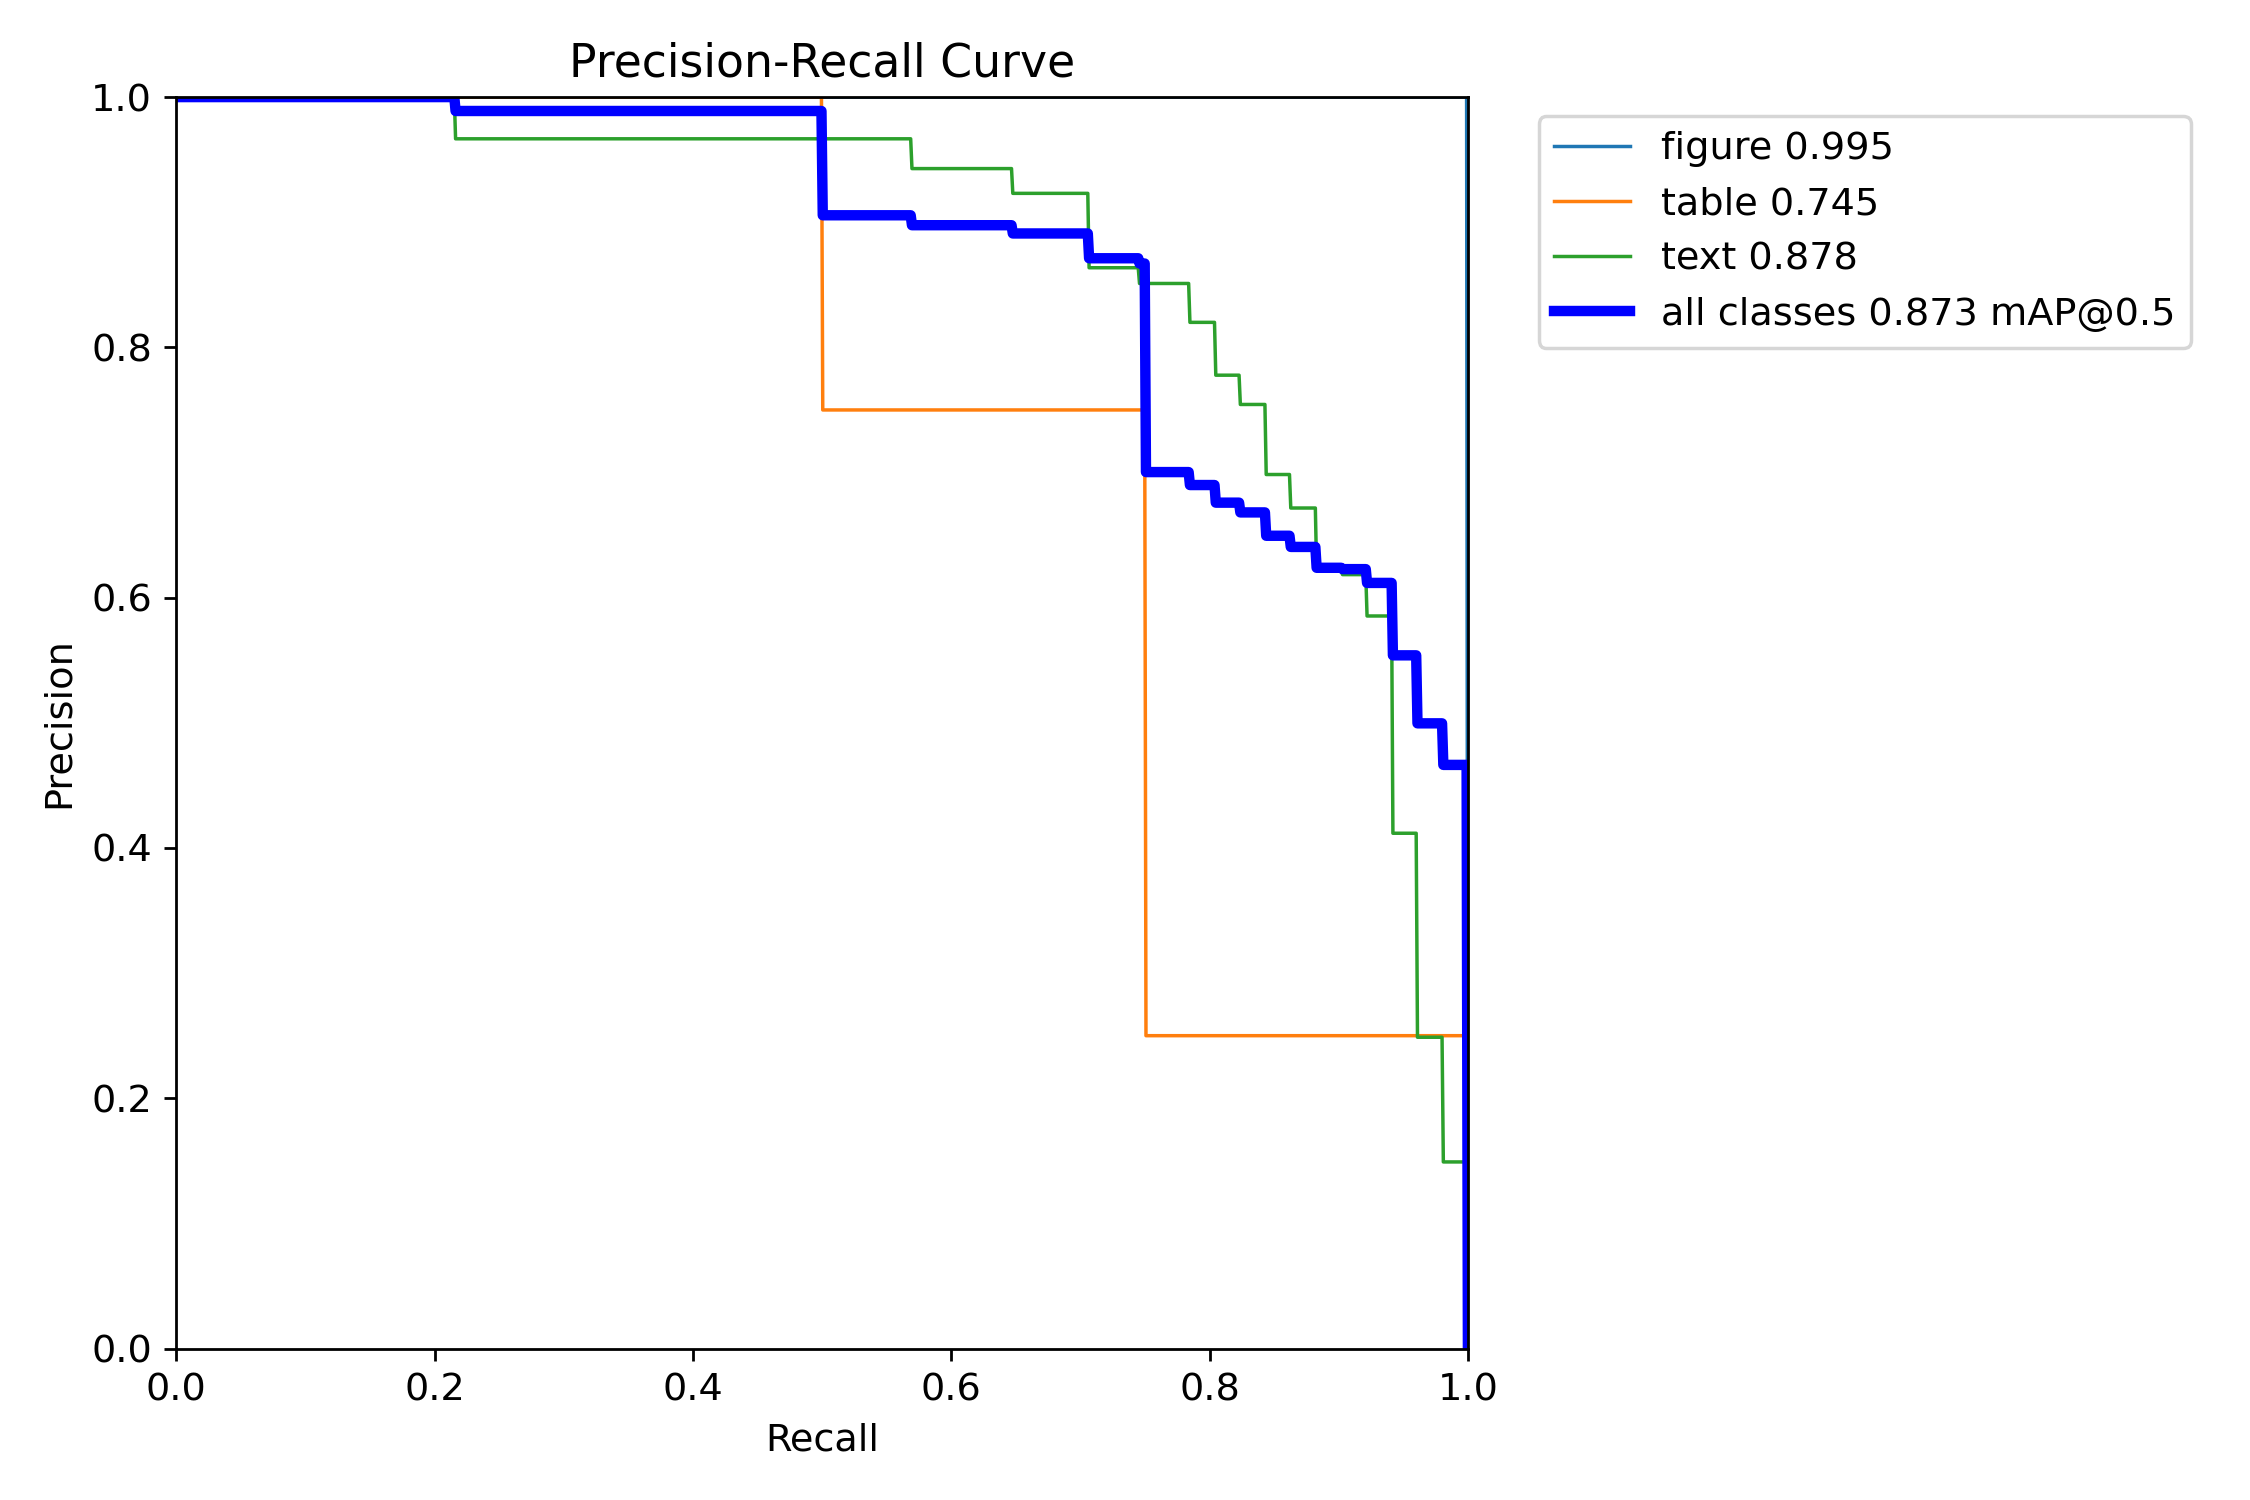 Precision-Recall Curve
1.0
0.8
0.6
0.4
0.2
0.0
Precision
0.0 0.2 0.4 0.6 0.8 1.0
Recall
figure 0.995
table 0.745
text 0.878
all classes 0.873 mAP@0.5